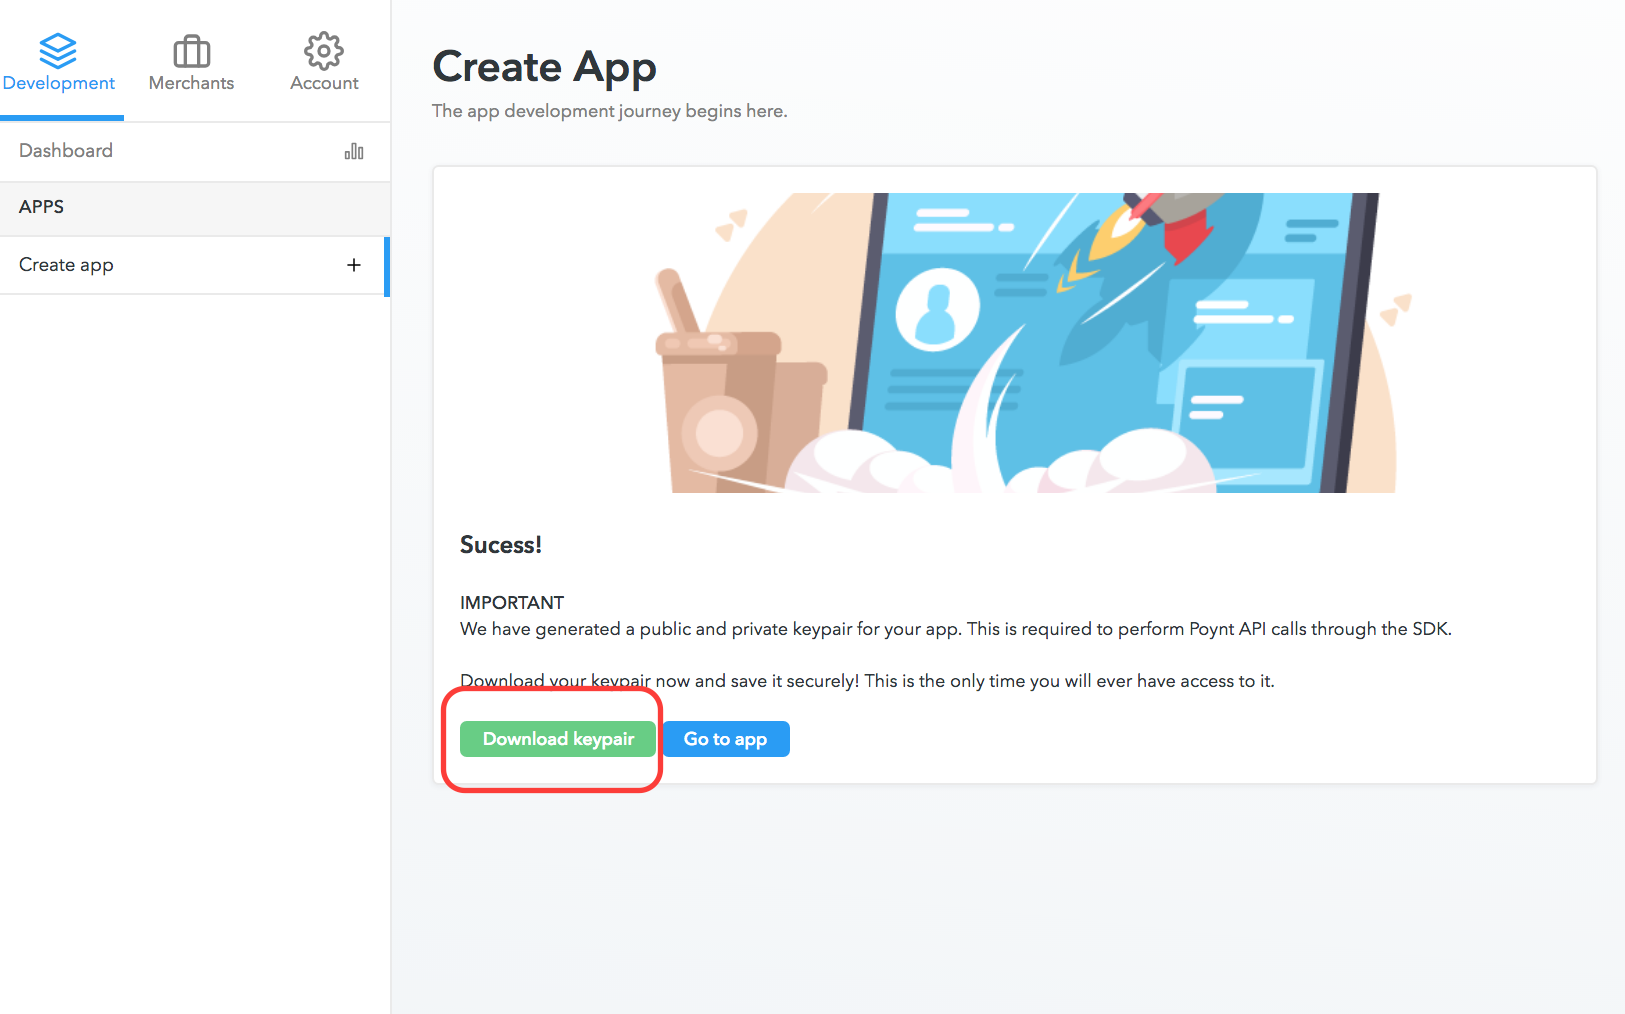 Development
Merchants
Account
Dashboard
APPS
Create app
Create App
The app development journey begins here.
Sucess!
IMPORTANT
We have generated a public and private keypair for your app. This is required to perform Poynt API calls through the SDK.
Download your keypair now and save it securely! This is the only time you will ever have access to it.
Download keypair
Go to app